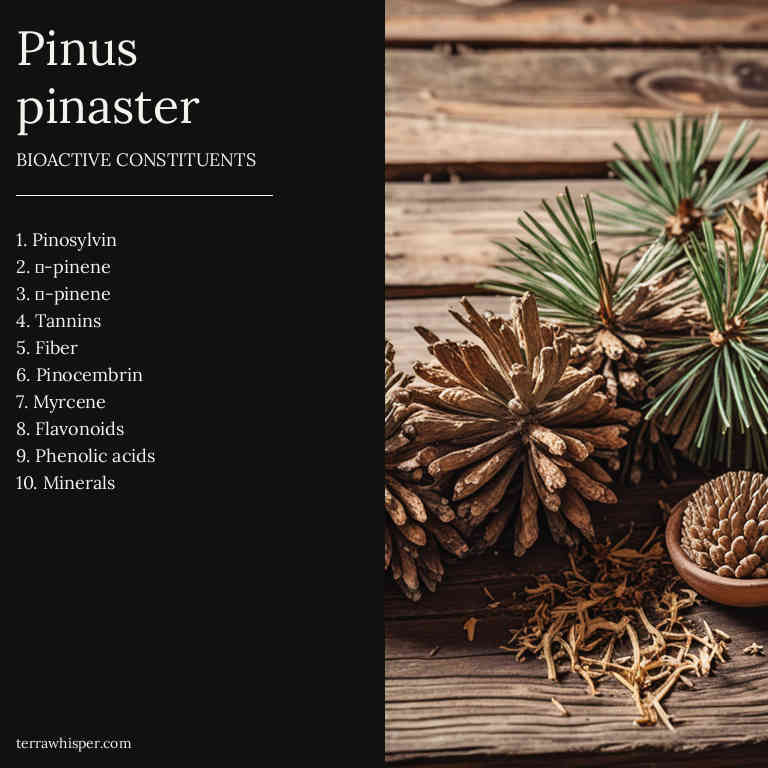 Pinus
pinaster
BIOACTIVE CONSTITUENTS
1. Pinosylvin
2. □-pinene
3. □-pinene
4. Tannins
5. Fiber
6. Pinocembrin
7. Myrcene
8. Flavonoids
9. Phenolic acids
10. Minerals
terrawhisper.com